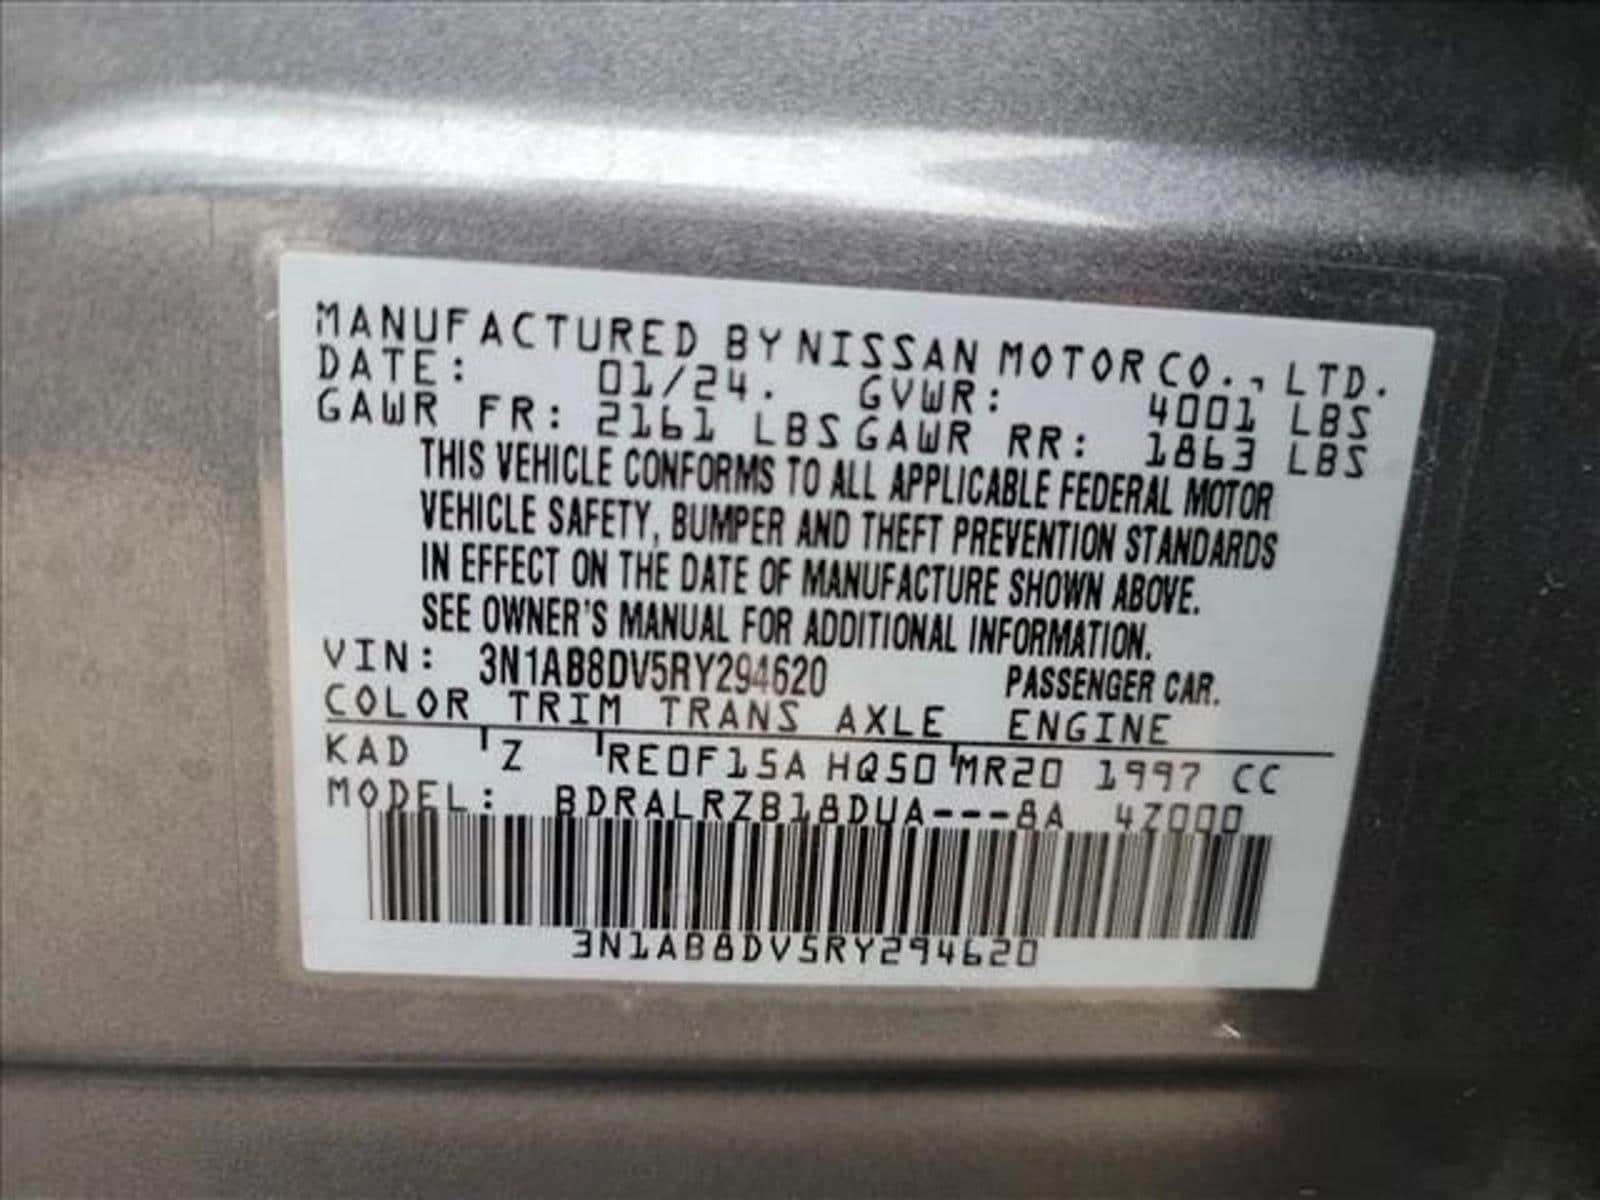 MANUFACTURED BY NISSAN MOTOR CO., LTD.
DATE: 01/24. GVWR: 4001 LBS
GAWR FR: 2161 LBS GAWR RR: 1863 LBS
THIS VEHICLE CONFORMS TO ALL APPLICABLE FEDERAL MOTOR
VEHICLE SAFETY, BUMPER AND THEFT PREVENTION STANDARDS
IN EFFECT ON THE DATE OF MANUFACTURE SHOWN ABOVE.
SEE OWNER'S MANUAL FOR ADDITIONAL INFORMATION.
VIN: 3N1AB8DV5RY294620 PASSENGER CAR.
COLOR TRIM TRANS AXLE ENGINE
KAD Z RE0F15A HQ50 MR20 1997 CC
MODEL: BDRALRZB18DUA---8A 4Z000
3N1AB8DV5RY294620